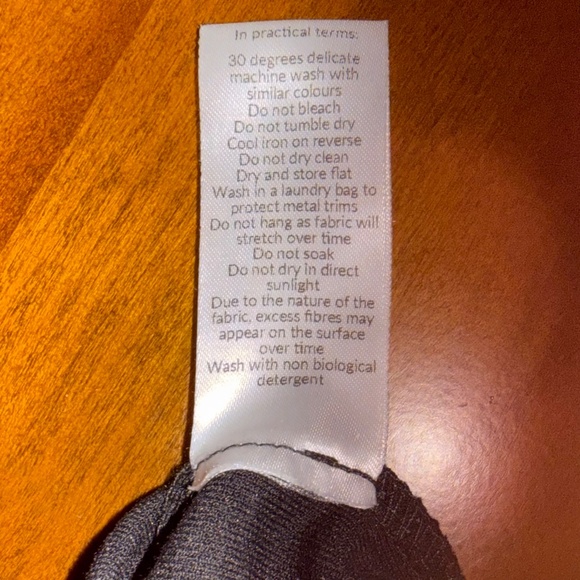 In practical terms:
30 degrees delicate
machine wash with
similar colours
Do not bleach
Do not tumble dry
Cool iron on reverse
Do not dry clean
Dry and store flat
Wash in a laundry bag to
protect metal trims
Do not hang as fabric will
stretch over time
Do not soak
Do not dry in direct
sunlight
Due to the nature of the
fabric, excess fibres may
appear on the surface
over time
Wash with non biological
detergent